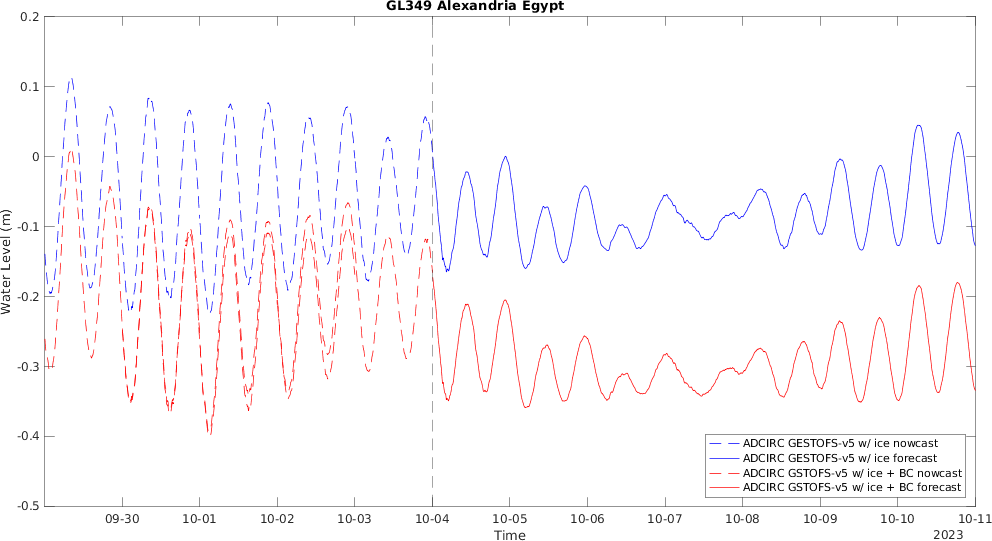 GL349 Alexandria Egypt
0.2
0.1
0
-0.1
-0.2
-0.3
-0.4
-0.5
Water Level (m)
09-30 10-01 10-02 10-03 10-04 10-05 10-06 10-07 10-08 10-09 10-10 10-11
Time
2023
ADCIRC GESTOFS-v5 w/ ice nowcast
ADCIRC GESTOFS-v5 w/ ice forecast
ADCIRC GSTOFS-v5 w/ ice + BC nowcast
ADCIRC GSTOFS-v5 w/ ice + BC forecast